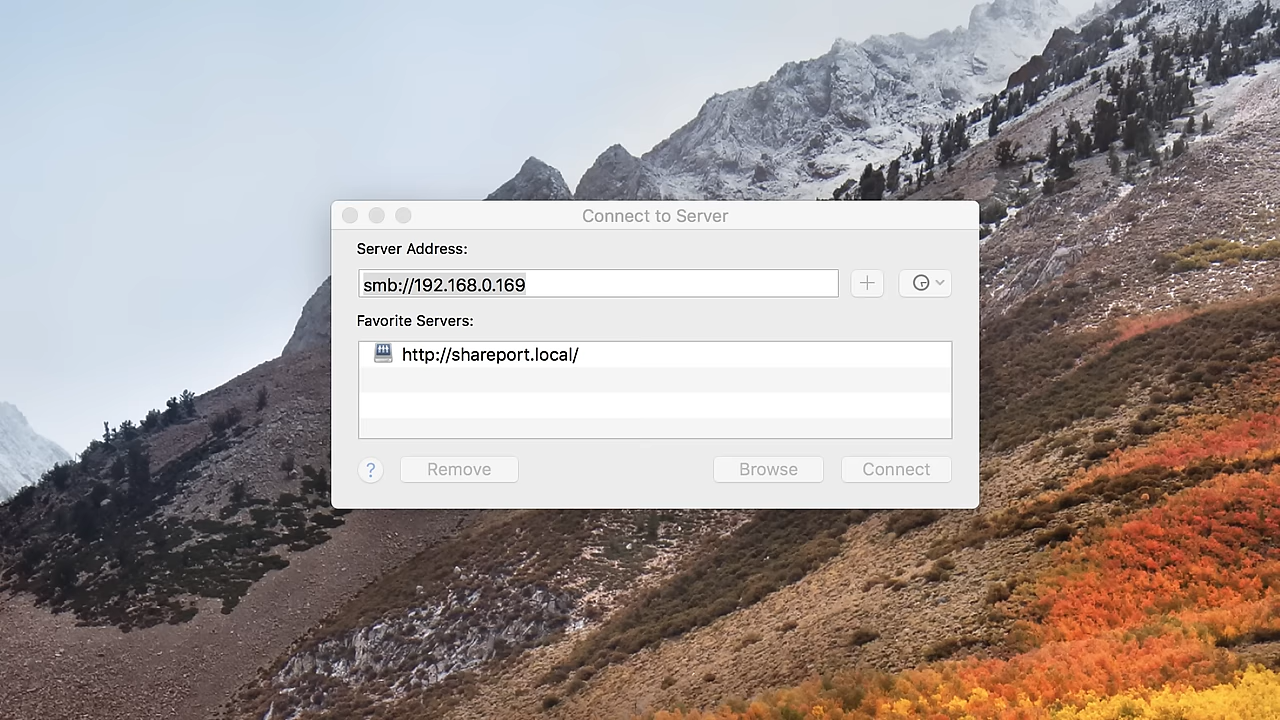 Connect to Server
Server Address:
smb://192.168.0.169
Favorite Servers:
http://shareport.local/
?
Remove
Browse
Connect